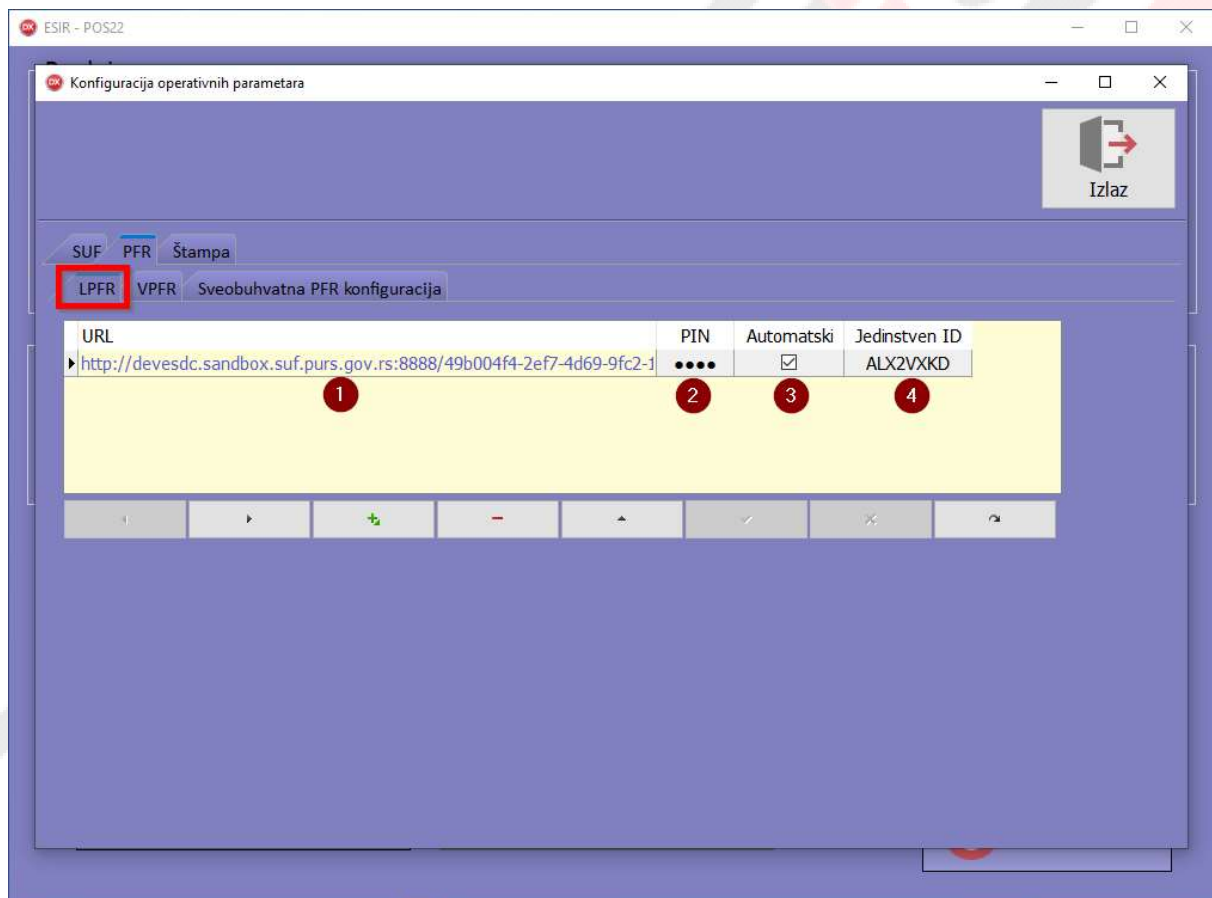 ESIR - POS22
Konfiguracija operativnih parametara
Izlaz
SUF PFR Štampa
LPFR VPFR Sveobuhvatna PFR konfiguracija
URL PIN Automatski Jedinstven ID
http://devesdc.sandbox.suf.purs.gov.rs:8888/49b004f4-2ef7-4d69-9fc2-1 •••• ALX2VXKD
1 2 3 4